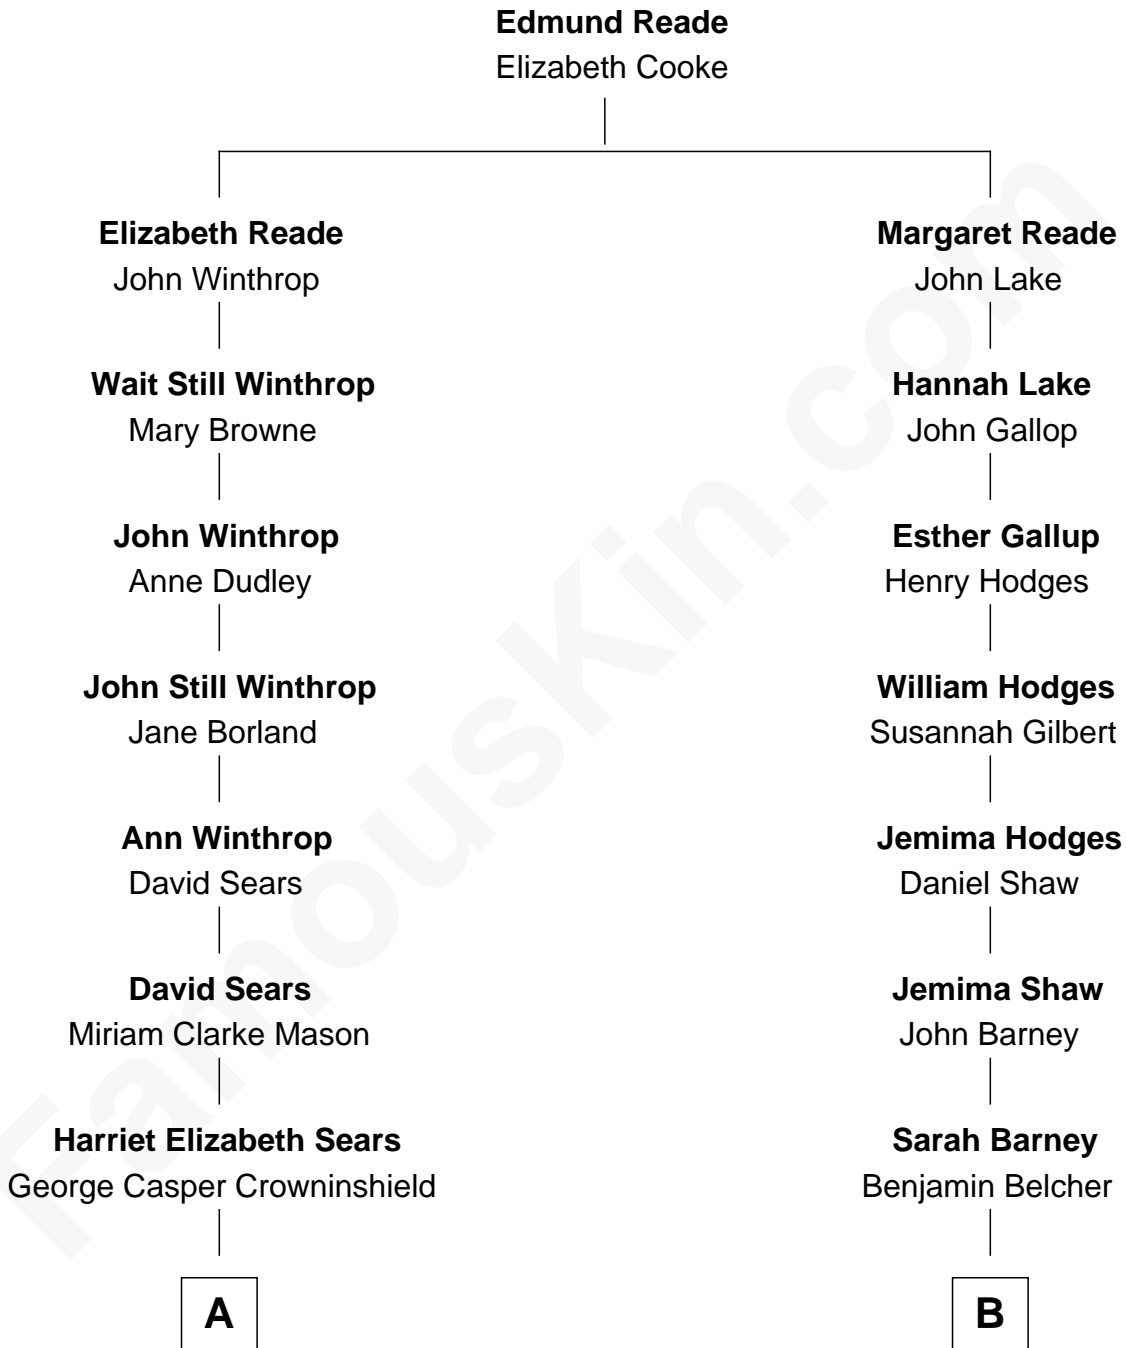 Edmund Reade
Elizabeth Cooke
Elizabeth Reade
John Winthrop
Margaret Reade
John Lake
Wait Still Winthrop
Mary Browne
Hannah Lake
John Gallop
John Winthrop
Anne Dudley
Esther Gallup
Henry Hodges
John Still Winthrop
Jane Borland
William Hodges
Susannah Gilbert
Ann Winthrop
David Sears
Jemima Hodges
Daniel Shaw
David Sears
Miriam Clarke Mason
Jemima Shaw
John Barney
Harriet Elizabeth Sears
George Casper Crowninshield
Sarah Barney
Benjamin Belcher
A
B
FamousKin.com